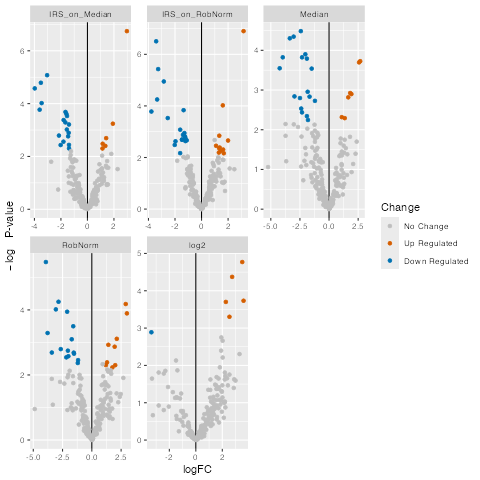 IRS_on_Median IRS_on_RobNorm Median
6
4
2
0
-4 -2 0 2
6
4
2
0
-4 -2 0 2
4
3
2
1
0
-5.0 -2.5 0.0 2.5
RobNorm log2
4
2
0
-5.0 -2.5 0.0 2.5
5
4
3
2
1
0
-2 0 2
logFC
− log P-value
Change
No Change
Up Regulated
Down Regulated